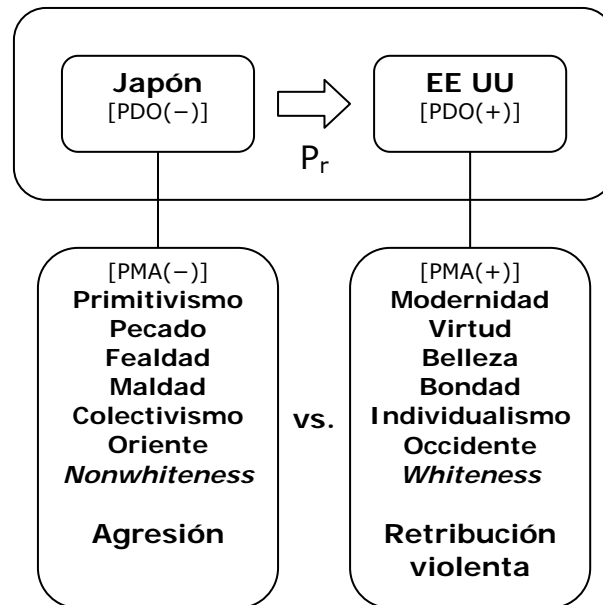 Japón
[PDO(−)]
EE UU
[PDO(+)]
Pr
[PMA(−)]
Primitivismo
Pecado
Fealdad
Maldad
Colectivismo
Oriente
Nonwhiteness
Agresión
vs.
[PMA(+)]
Modernidad
Virtud
Belleza
Bondad
Individualismo
Occidente
Whiteness
Retribución
violenta